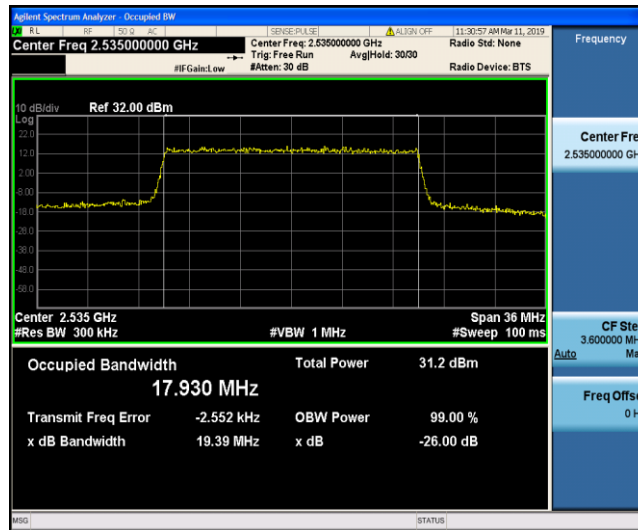 Agilent Spectrum Analyzer - Occupied BW
RL RF 50 Ω AC SENSE:PULSE ALIGN OFF 11:30:57 AM Mar 11, 2019
Center Freq 2.535000000 GHz
Center Freq: 2.535000000 GHz
Radio Std: None
Trig: Free Run Avg|Hold: 30/30
#IFGain:Low
#Atten: 30 dB
Radio Device: BTS
10 dB/div Ref 32.00 dBm
Log
22.0
12.0
2.00
-8.00
-18.0
-28.0
-38.0
-48.0
-58.0
Center 2.535 GHz Span 36 MHz
#Res BW 300 kHz #VBW 1 MHz #Sweep 100 ms
Occupied Bandwidth Total Power 31.2 dBm
17.930 MHz
Transmit Freq Error -2.552 kHz OBW Power 99.00 %
x dB Bandwidth 19.39 MHz x dB -26.00 dB
MSG STATUS
Frequency
Center Fre
2.535000000 GH
CF Ste
3.600000 MH
Auto Ma
Freq Offs
0 H